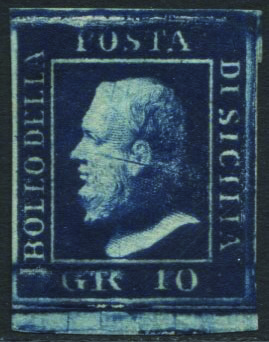 POSTA
BOLLO DELLA
DI SICILIA
GR 10